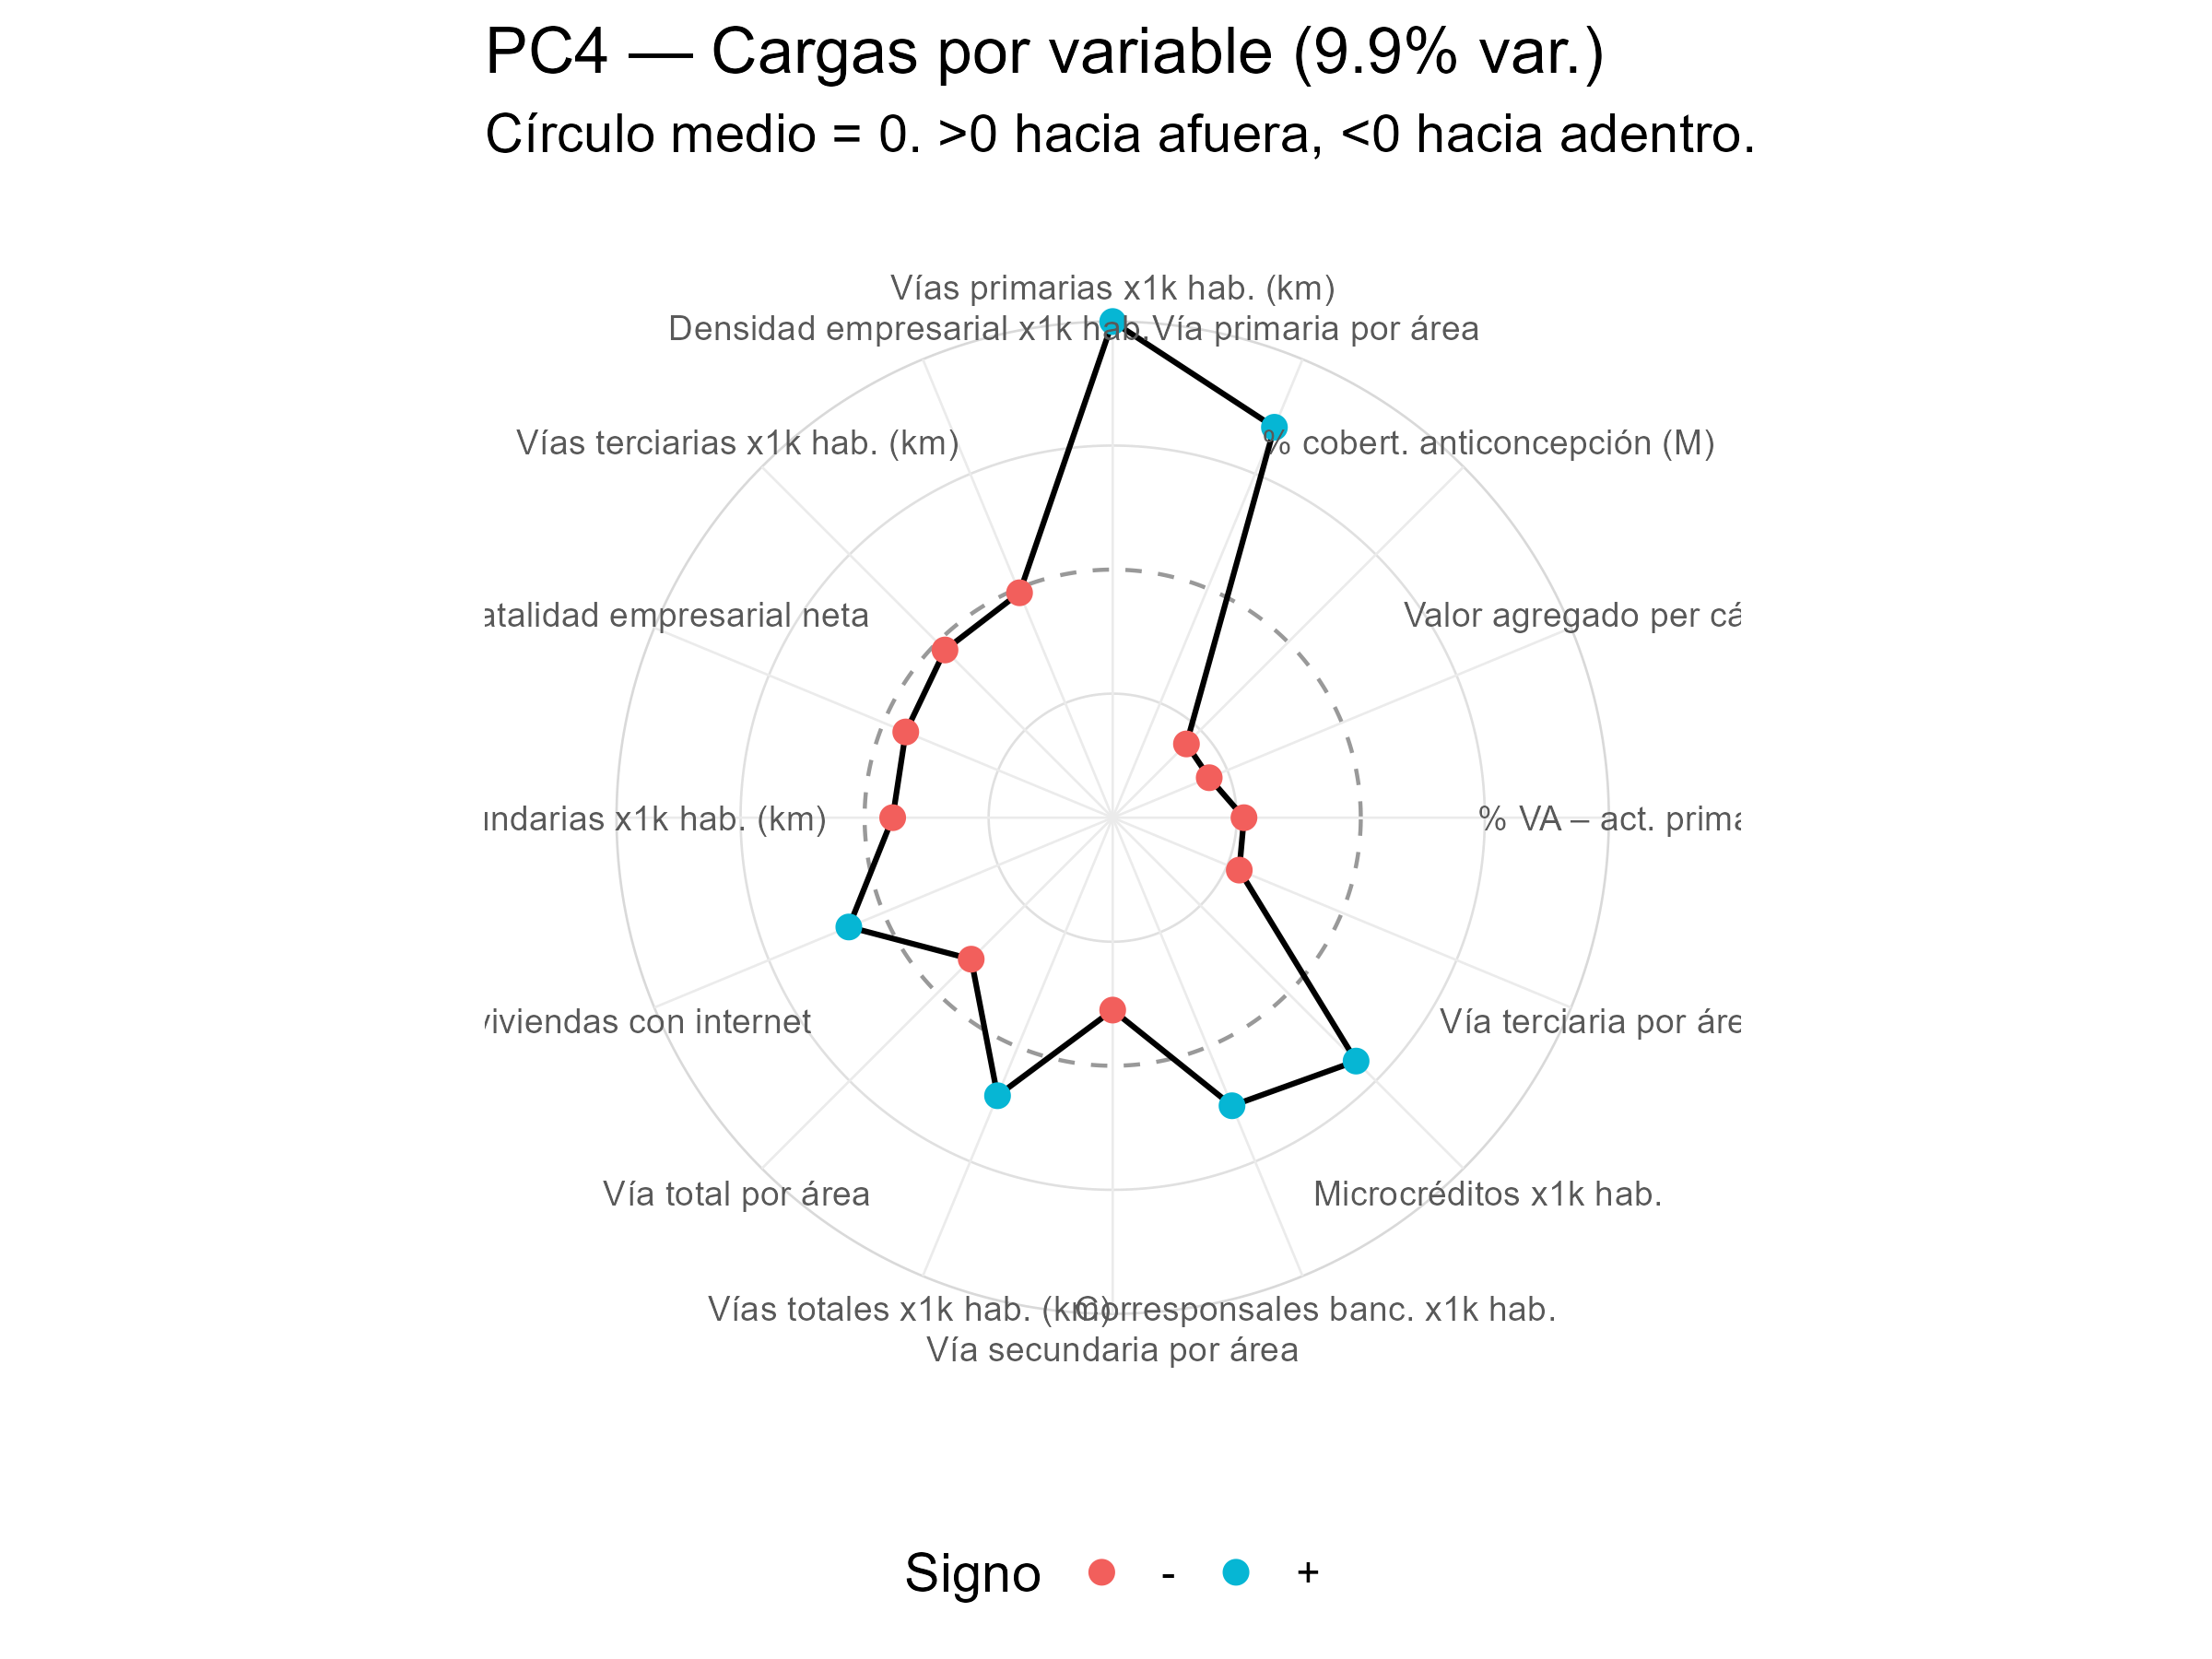 PC4 — Cargas por variable (9.9% var.)
Círculo medio = 0. >0 hacia afuera, <0 hacia adentro.
Vías primarias x1k hab. (km)
Densidad empresarial x1k hab.
Vía primaria por área
Vías terciarias x1k hab. (km)
% cobert. anticoncepción (M)
atalidad empresarial neta
Valor agregado per cá
undarias x1k hab. (km)
% VA – act. prima
viviendas con internet
Vía terciaria por áre
Vía total por área
Microcréditos x1k hab.
Vías totales x1k hab. (km)
Corresponsales banc. x1k hab.
Vía secundaria por área
Signo - +